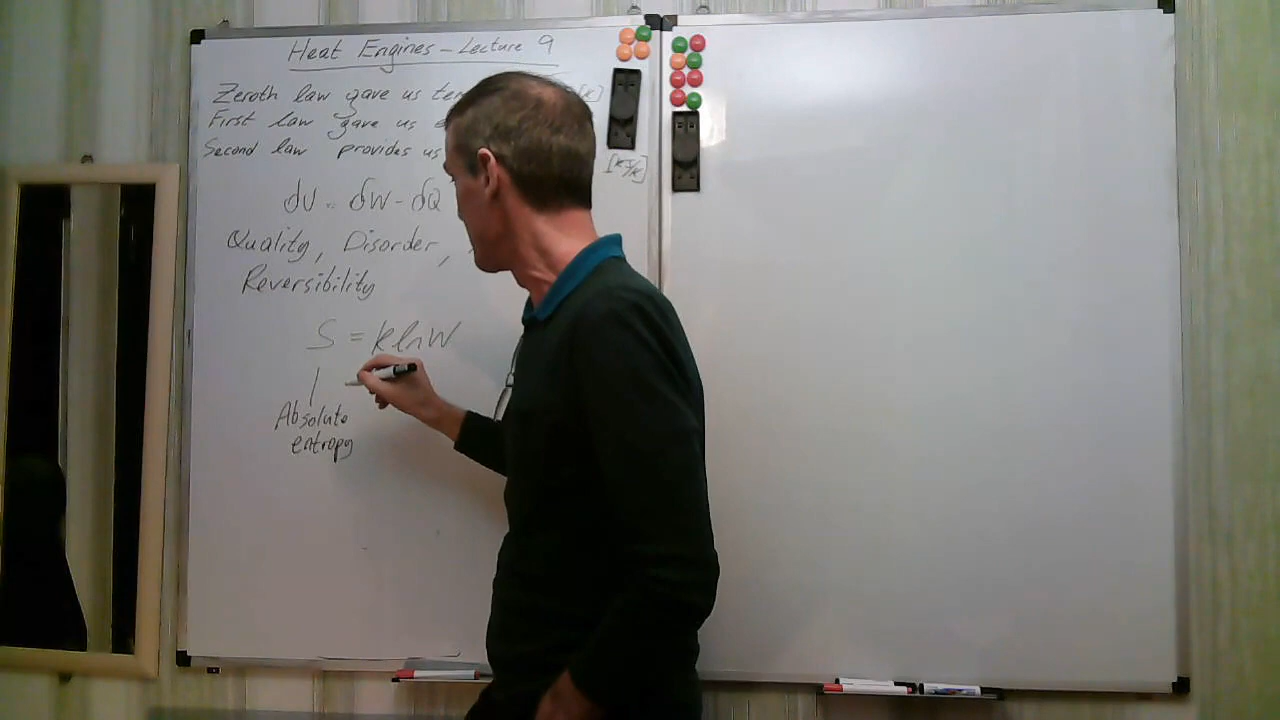 Heat Engines - Lecture 9
Zeroth law gave us [K]
First law gave us
Second law provides us
[kJ/K]
dU = δW - δQ
Quality, Disorder,
Reversibility
S = k ln W
Absolute
entropy